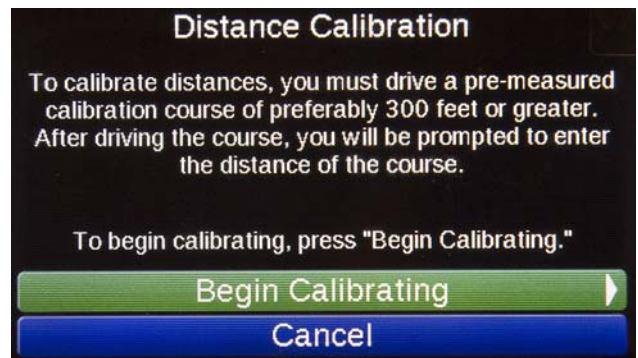 Distance Calibration
To calibrate distances, you must drive a pre-measured
calibration course of preferably 300 feet or greater.
After driving the course, you will be prompted to enter
the distance of the course.
To begin calibrating, press "Begin Calibrating."
Begin Calibrating
Cancel